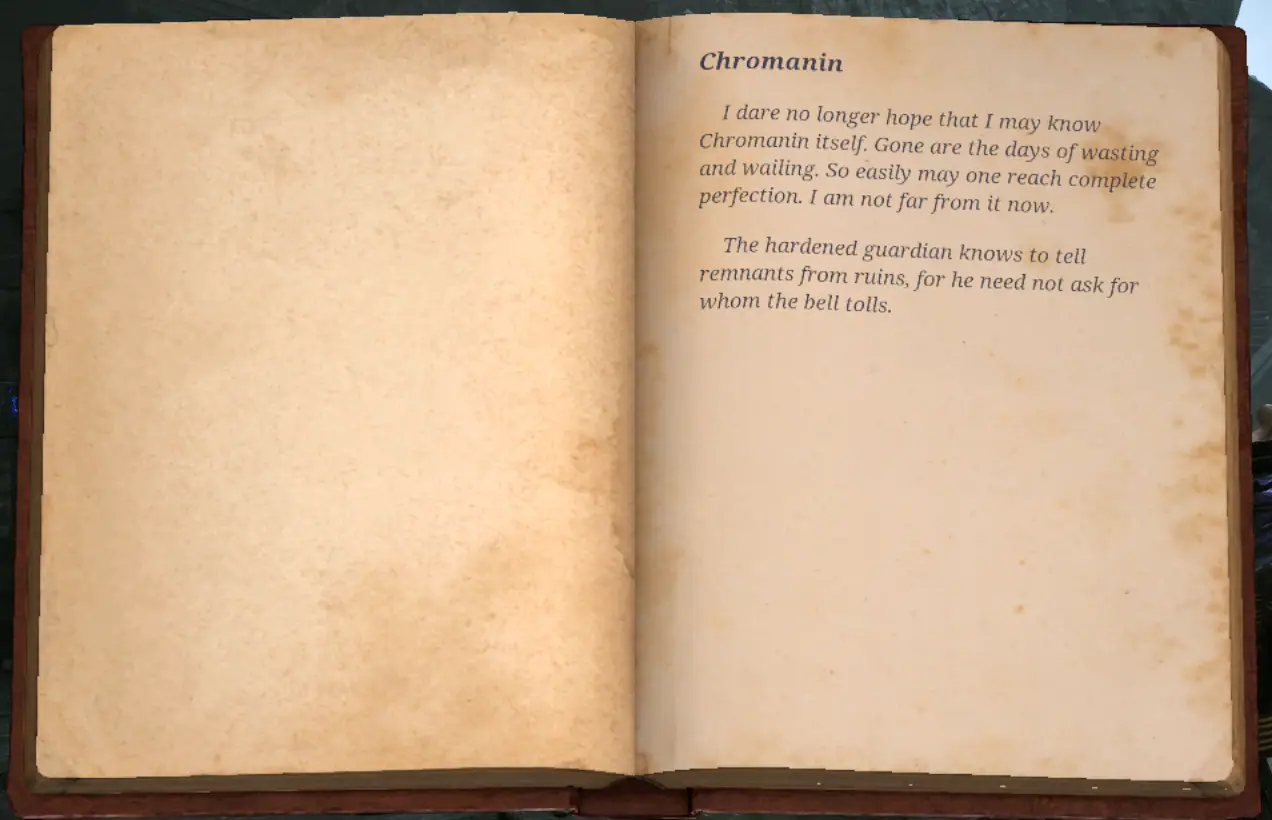 Chromanin
I dare no longer hope that I may know
Chromanin itself. Gone are the days of wasting
and wailing. So easily may one reach complete
perfection. I am not far from it now.
The hardened guardian knows to tell
remnants from ruins, for he need not ask for
whom the bell tolls.